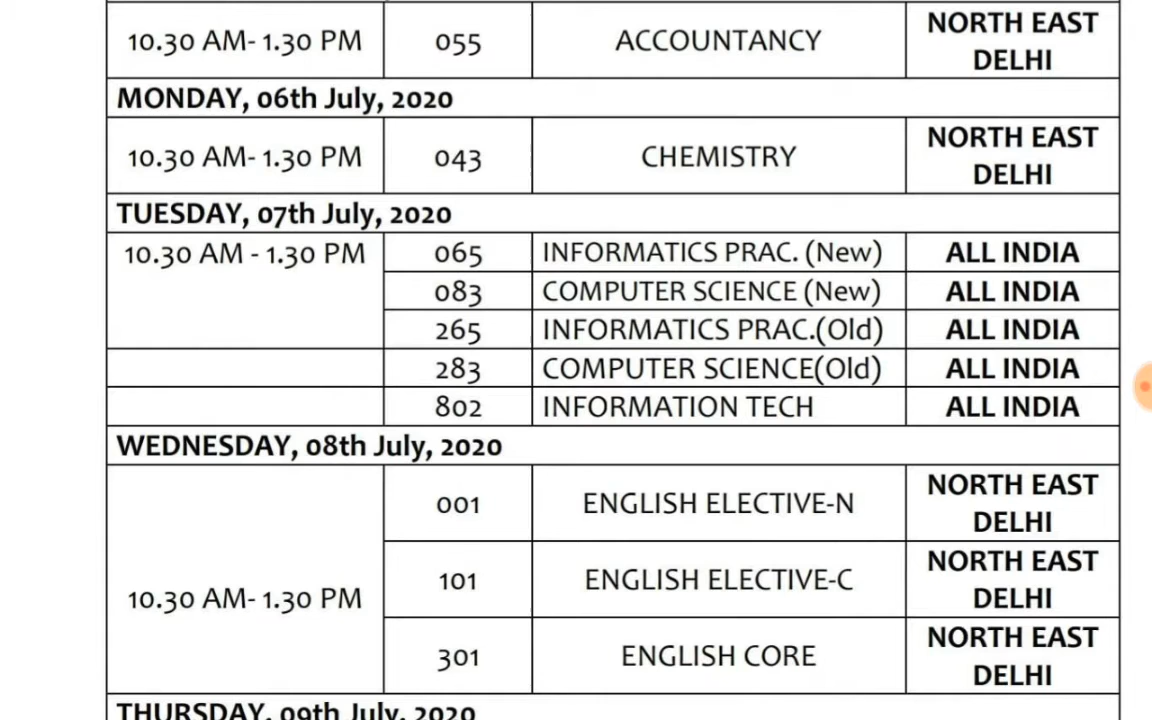 10.30 AM- 1.30 PM 055 ACCOUNTANCY NORTH EAST DELHI
MONDAY, 06th July, 2020
10.30 AM- 1.30 PM 043 CHEMISTRY NORTH EAST DELHI
TUESDAY, 07th July, 2020
10.30 AM - 1.30 PM 065 INFORMATICS PRAC. (New) ALL INDIA
083 COMPUTER SCIENCE (New) ALL INDIA
265 INFORMATICS PRAC.(Old) ALL INDIA
283 COMPUTER SCIENCE(Old) ALL INDIA
802 INFORMATION TECH ALL INDIA
WEDNESDAY, 08th July, 2020
10.30 AM- 1.30 PM 001 ENGLISH ELECTIVE-N NORTH EAST DELHI
101 ENGLISH ELECTIVE-C NORTH EAST DELHI
301 ENGLISH CORE NORTH EAST DELHI
THURSDAY, 09th July, 2020